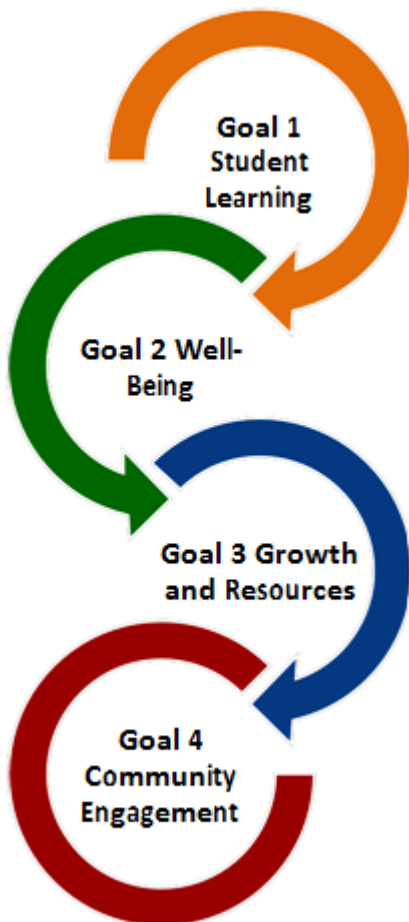 Goal 1
Student
Learning
Goal 2 Well-
Being
Goal 3 Growth
and Resources
Goal 4
Community
Engagement